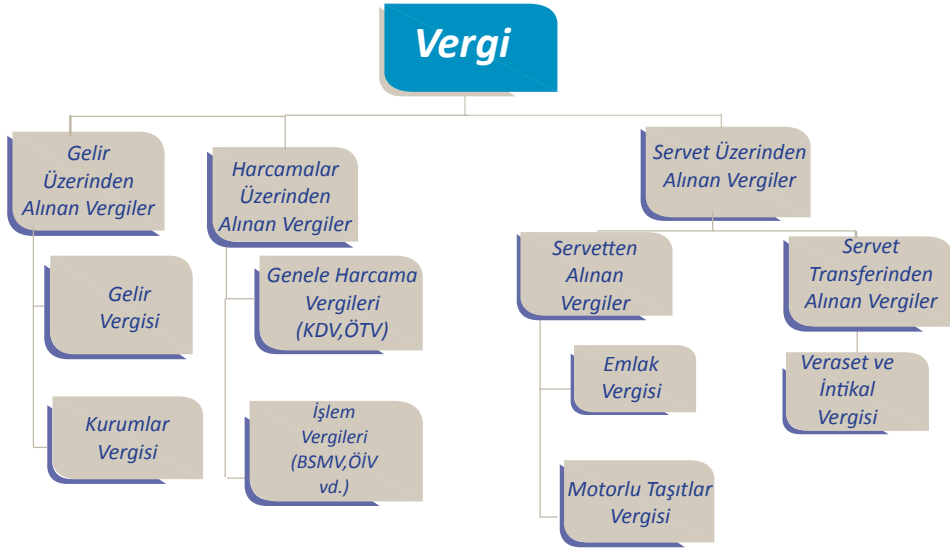 Vergi
Gelir
Üzerinden
Alınan Vergiler
Gelir
Vergisi
Kurumlar
Vergisi
Harcamalar
Üzerinden
Alınan Vergiler
Genele Harcama
Vergileri
(KDV,ÖTV)
İşlem
Vergileri
(BSMV,ÖİV
vd.)
Servet Üzerinden
Alınan Vergiler
Servetten
Alınan
Vergiler
Emlak
Vergisi
Motorlu Taşıtlar
Vergisi
Servet
Transferinden
Alınan Vergiler
Veraset ve
İntikal
Vergisi